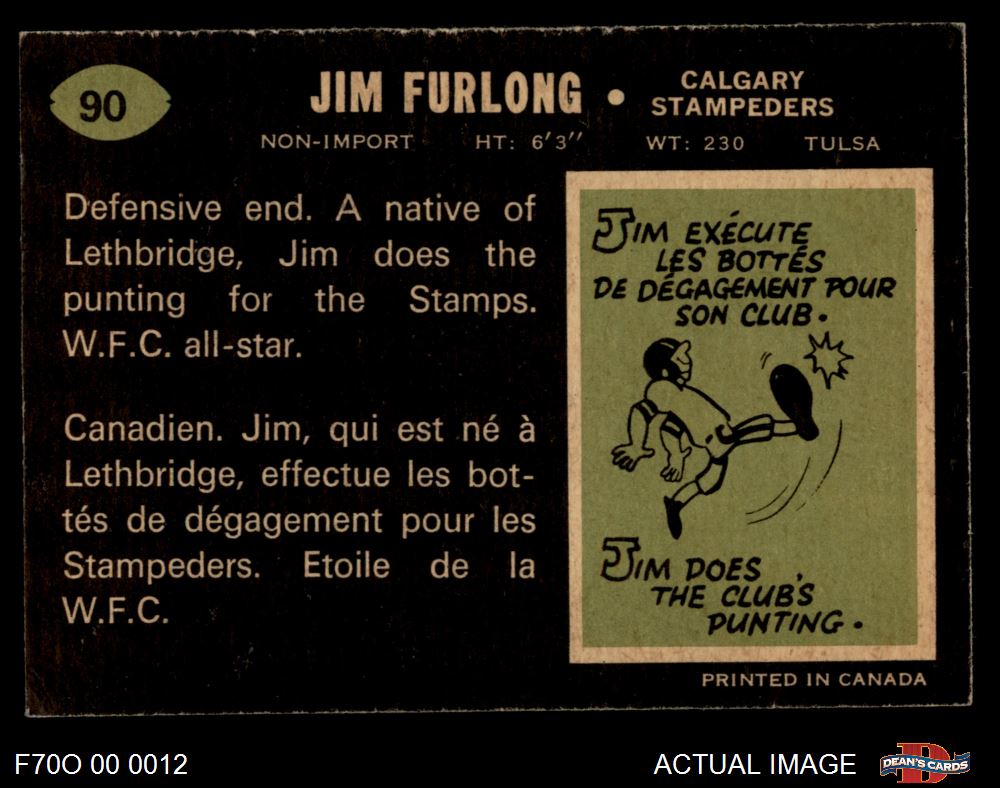 90
JIM FURLONG • CALGARY STAMPEDERS
NON-IMPORT HT: 6'3" WT: 230 TULSA
Defensive end. A native of
Lethbridge, Jim does the
punting for the Stamps.
W.F.C. all-star.
Canadien. Jim, qui est né à
Lethbridge, effectue les bot-
tés de dégagement pour les
Stampeders. Etoile de la
W.F.C.
JIM EXÉCUTE
LES BOTTÉS
DE DÉGAGEMENT POUR
SON CLUB.
JIM DOES
THE CLUB'S
PUNTING.
PRINTED IN CANADA
F70O 00 0012
ACTUAL IMAGE
DEAN'S CARDS